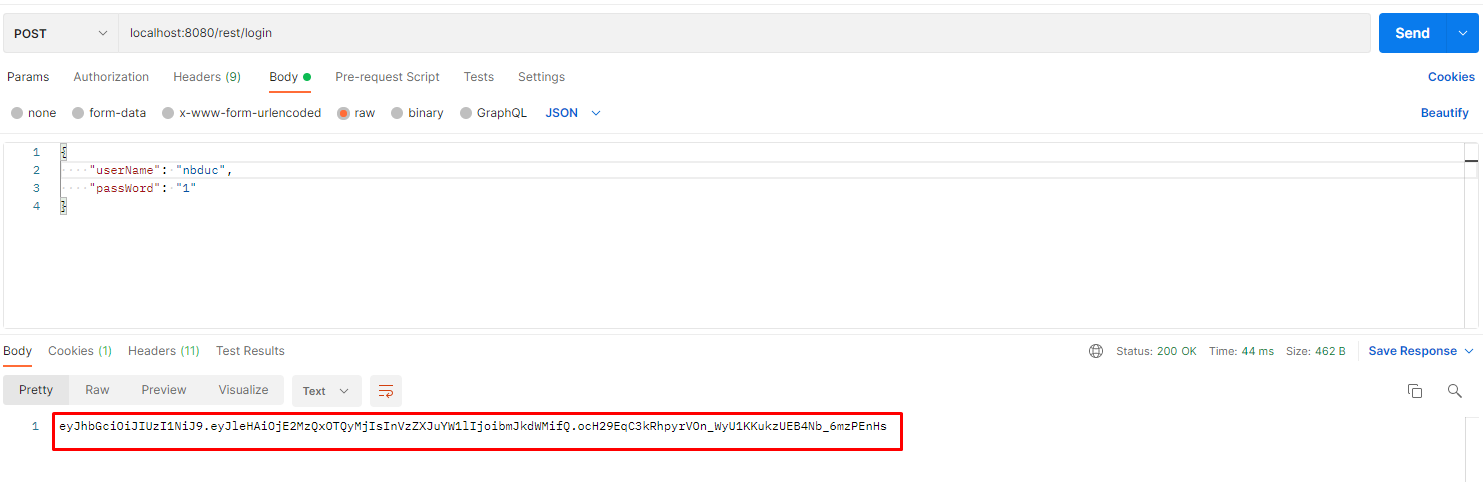 POST localhost:8080/rest/login Send
Params Authorization Headers (9) Body Pre-request Script Tests Settings Cookies
none form-data x-www-form-urlencoded raw binary GraphQL JSON Beautify
1 {
2 "userName": "nbduc",
3 "passWord": "1"
4 }
Body Cookies (1) Headers (11) Test Results Status: 200 OK Time: 44 ms Size: 462 B Save Response
Pretty Raw Preview Visualize Text
1 eyJhbGciOiJIUzI1NiJ9.eyJleHAiOjE2MzQxOTQyMjIsInVzZXJuYW1lIjoibmJkdWMifQ.ocH29EqC3kRhpyrVOn_WyU1KKukzUEB4Nb_6mzPEnHs